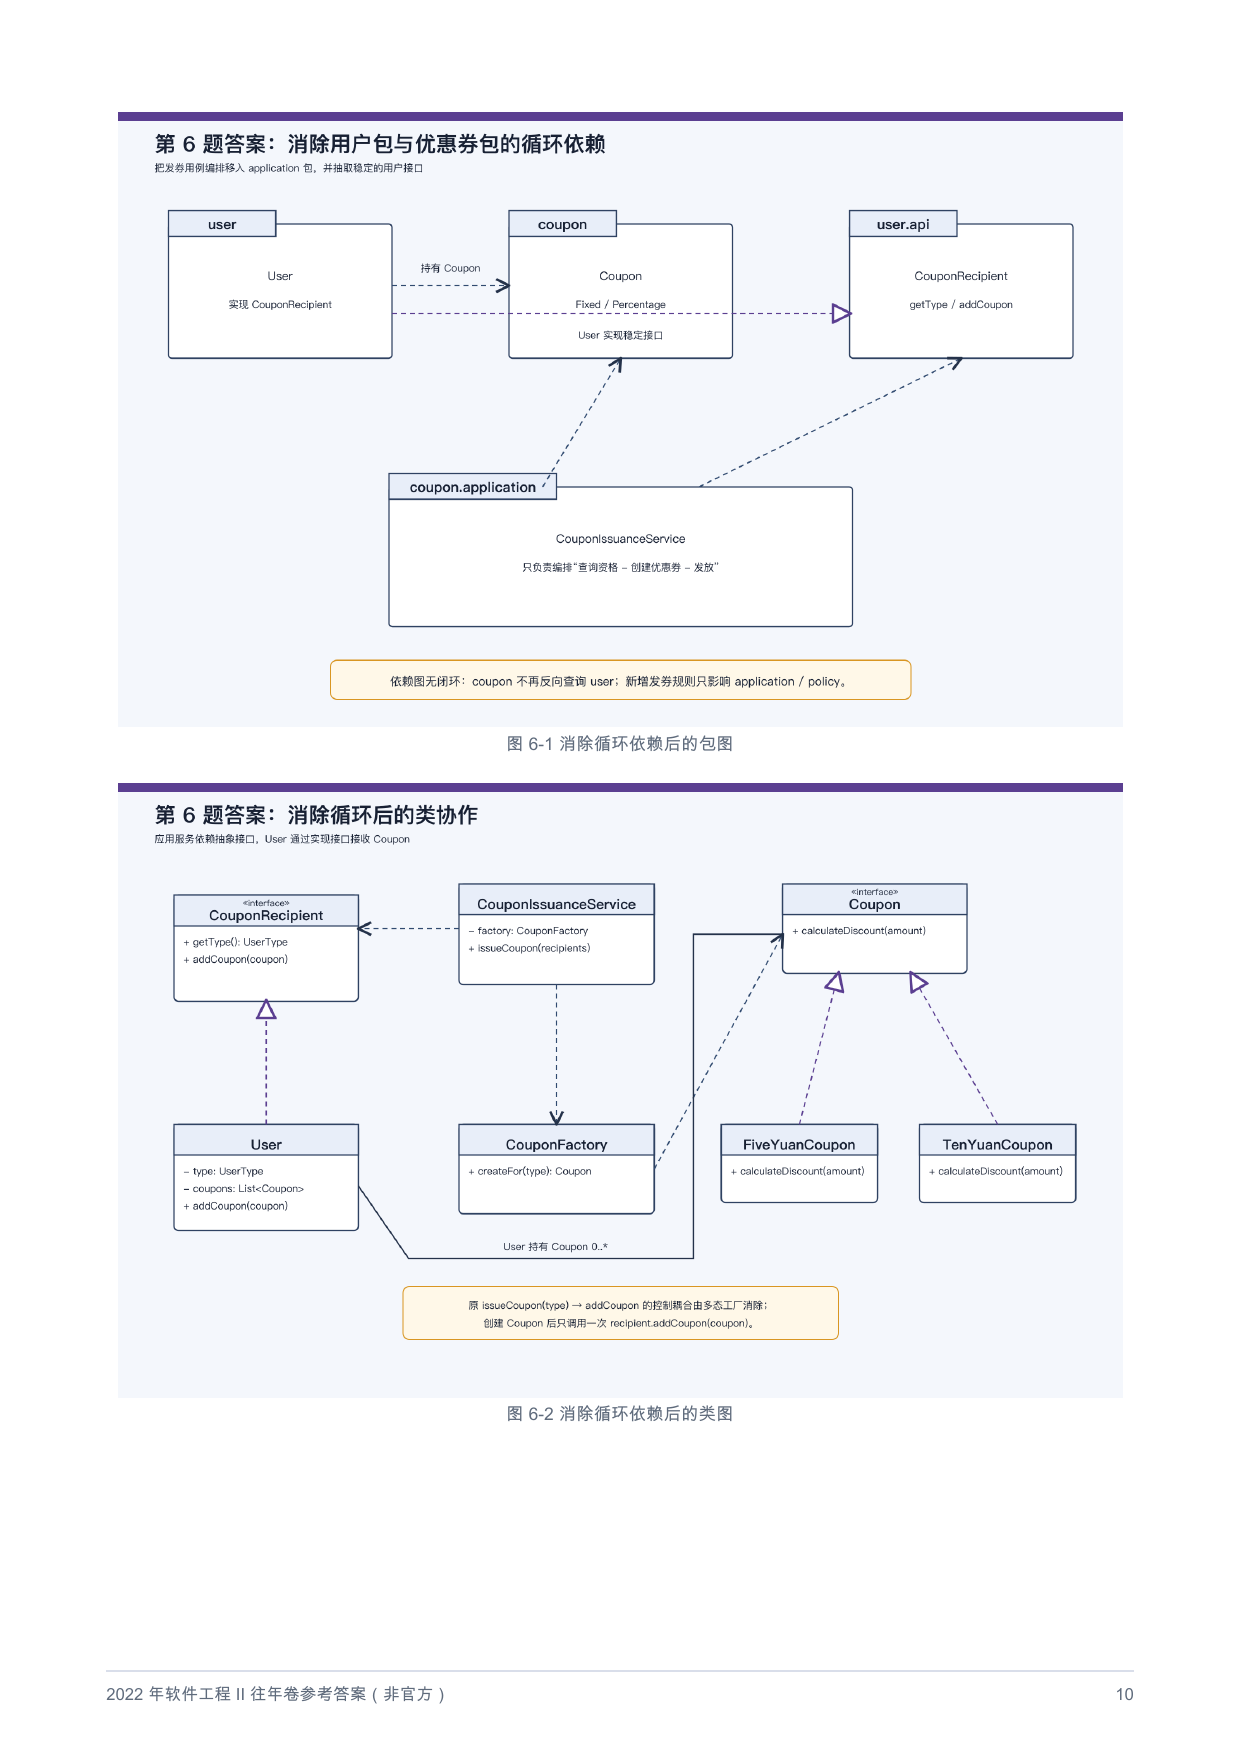 第 6 题答案：消除用户包与优惠券包的循环依赖
把发券用例编排移入 application 包，并抽取稳定的用户接口
user
coupon
user.api
User
实现 CouponRecipient
持有 Coupon
Coupon
Fixed / Percentage
User 实现稳定接口
CouponRecipient
getType / addCoupon
coupon.application
CouponIssuanceService
只负责编排“查询资格 – 创建优惠券 – 发放”
依赖图无闭环：coupon 不再反向查询 user；新增发券规则只影响 application / policy。
图 6-1 消除循环依赖后的包图
第 6 题答案：消除循环后的类协作
应用服务依赖抽象接口，User 通过实现接口接收 Coupon
«interface»
CouponRecipient
+ getType(): UserType
+ addCoupon(coupon)
CouponIssuanceService
– factory: CouponFactory
+ issueCoupon(recipients)
«interface»
Coupon
+ calculateDiscount(amount)
User
– type: UserType
– coupons: List<Coupon>
+ addCoupon(coupon)
CouponFactory
+ createFor(type): Coupon
FiveYuanCoupon
+ calculateDiscount(amount)
TenYuanCoupon
+ calculateDiscount(amount)
User 持有 Coupon 0..*
原 issueCoupon(type) → addCoupon 的控制耦合由多态工厂消除；
创建 Coupon 后只调用一次 recipient.addCoupon(coupon)。
图 6-2 消除循环依赖后的类图
2022 年软件工程 II 往年卷参考答案（非官方）
10